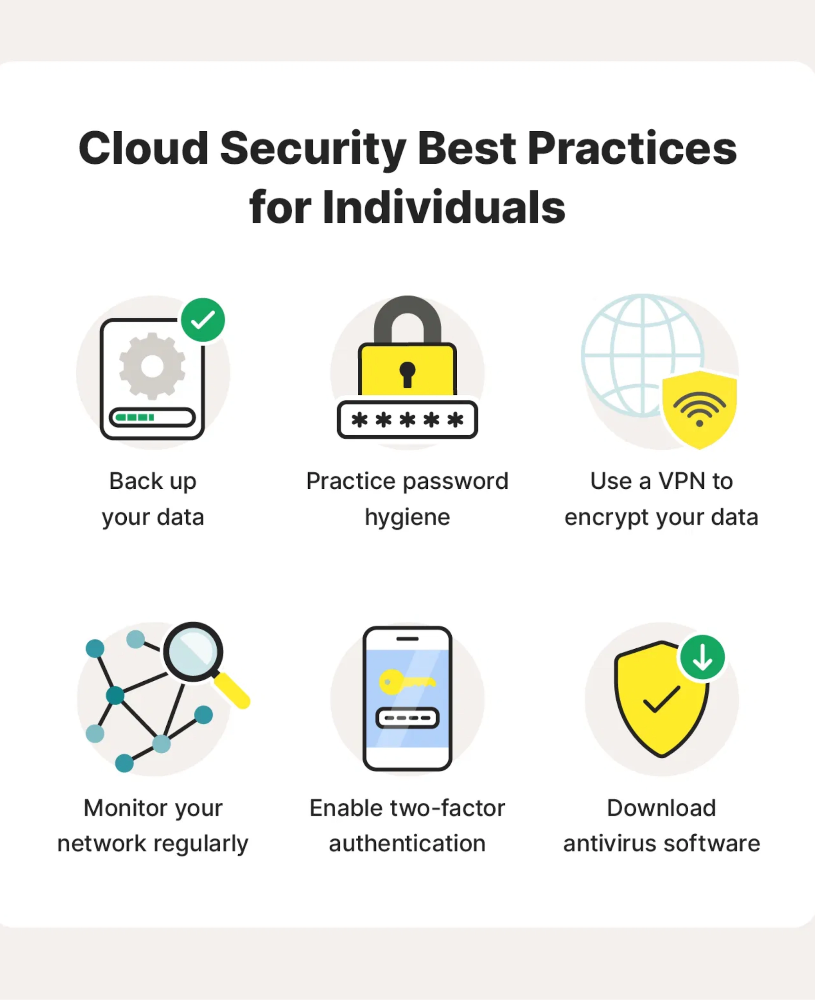 Cloud Security Best Practices
for Individuals
Back up
your data
Practice password
hygiene
Use a VPN to
encrypt your data
Monitor your
network regularly
Enable two-factor
authentication
Download
antivirus software